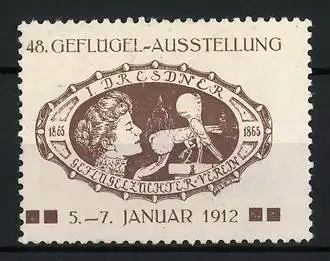 48. GEFLÜGEL-AUSSTELLUNG
I. DRESDNER
1865 1865
GEFLÜGELZÜCHTER-VEREIN
5.-7. JANUAR 1912